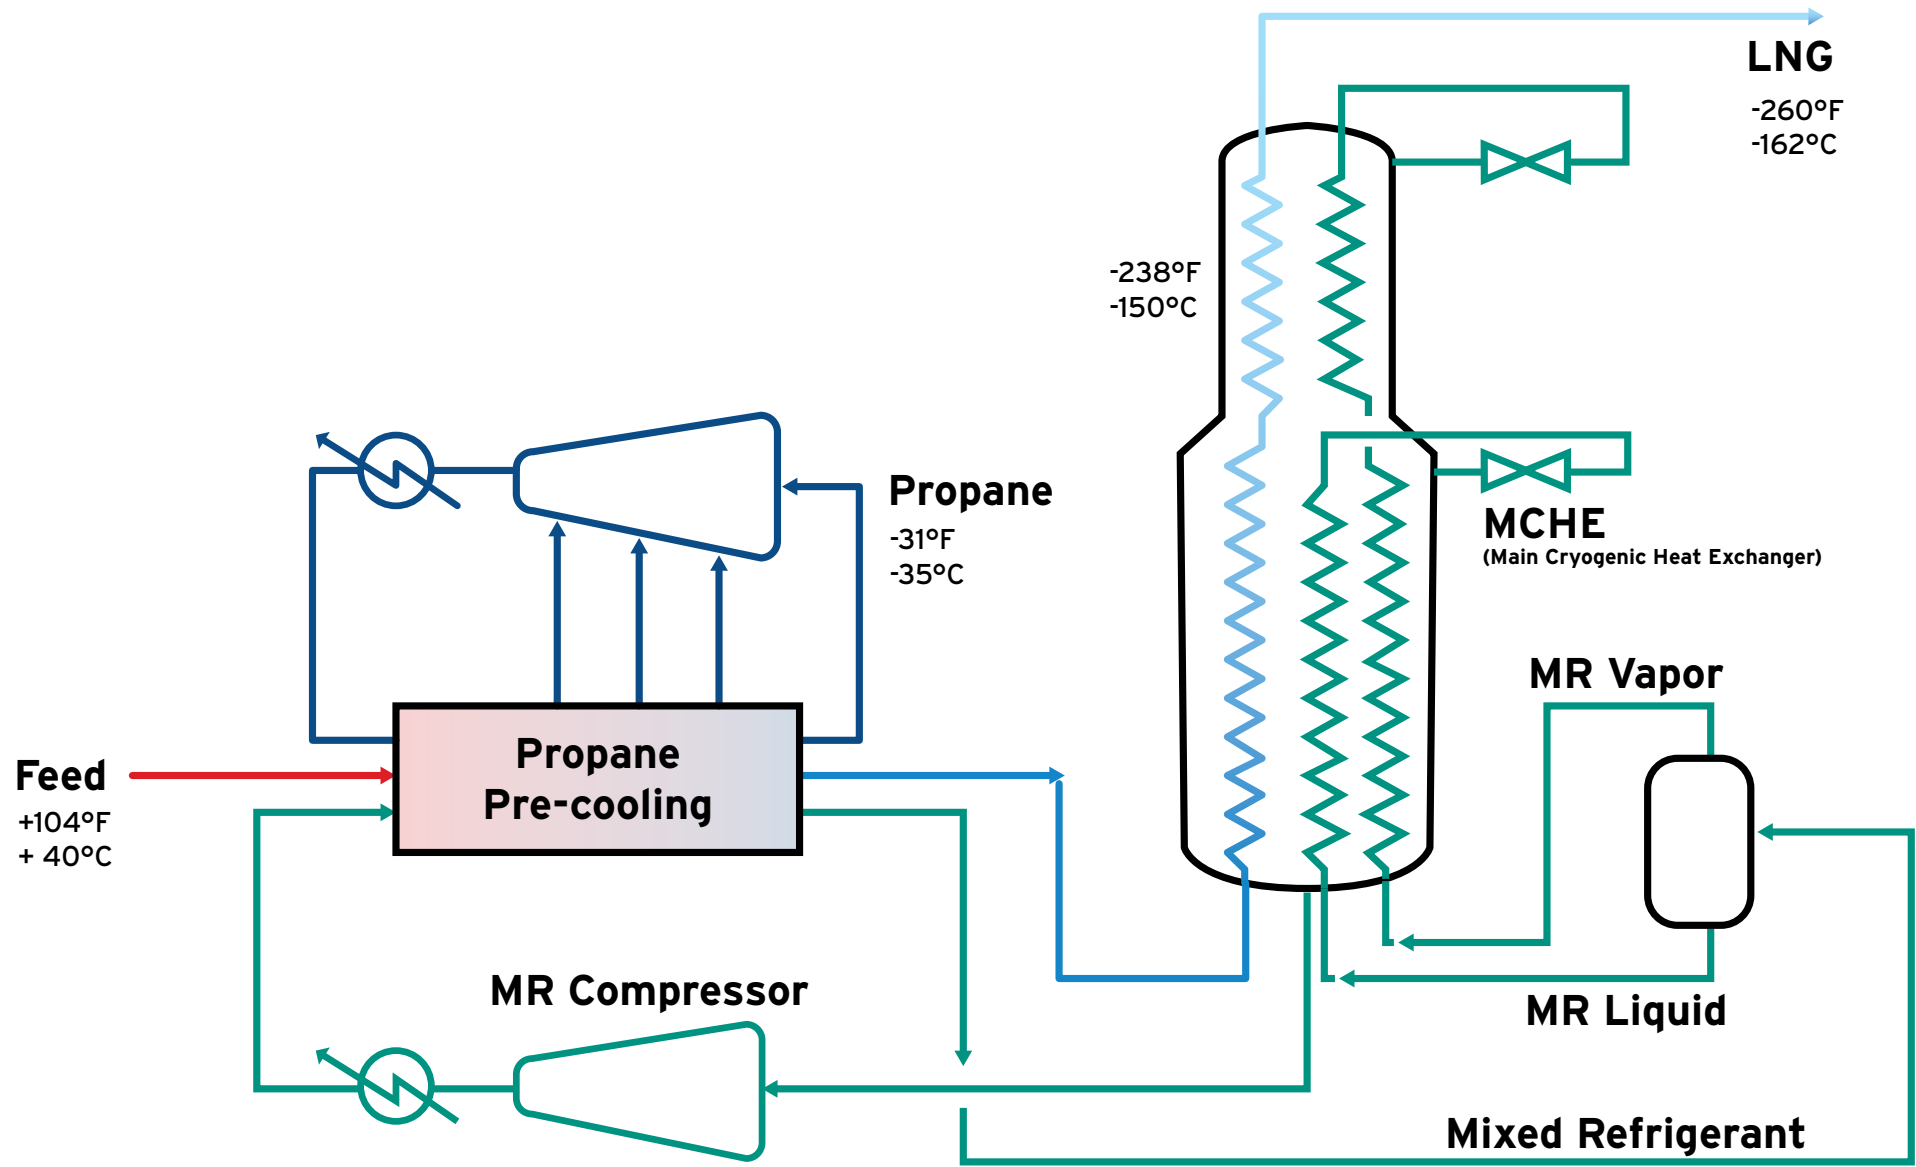 LNG
-260°F
-162°C
-238°F
-150°C
Propane
-31°F
-35°C
MCHE
(Main Cryogenic Heat Exchanger)
MR Vapor
Propane
Pre-cooling
Feed
+104°F
+ 40°C
MR Compressor
MR Liquid
Mixed Refrigerant